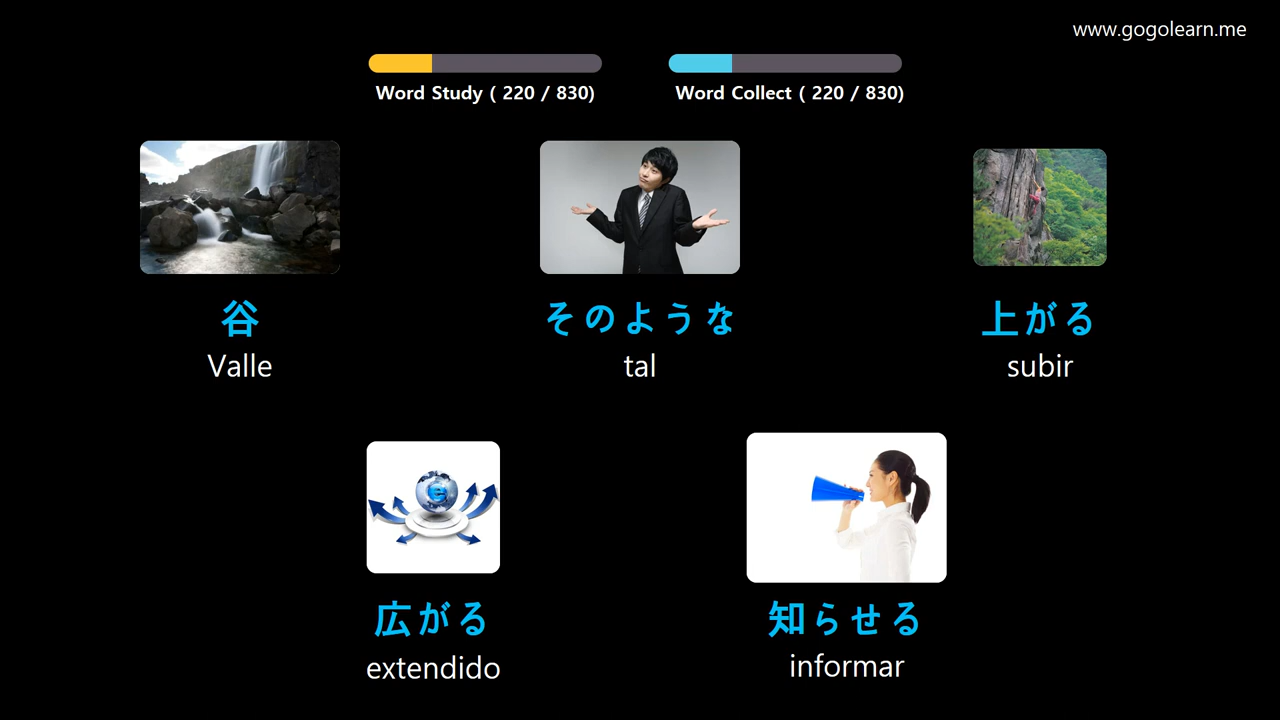 www.gogolearn.me
Word Study ( 220 / 830)
Word Collect ( 220 / 830)
谷
Valle
そのような
tal
上がる
subir
広がる
extendido
知らせる
informar